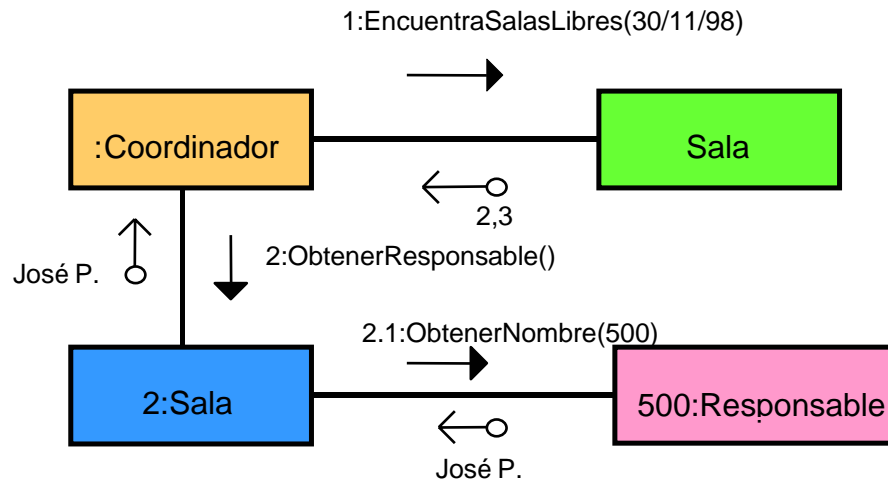 1:EncuentraSalasLibres(30/11/98)
:Coordinador
Sala
2,3
2:ObtenerResponsable()
José P.
2.1:ObtenerNombre(500)
2:Sala
500:Responsable
José P.